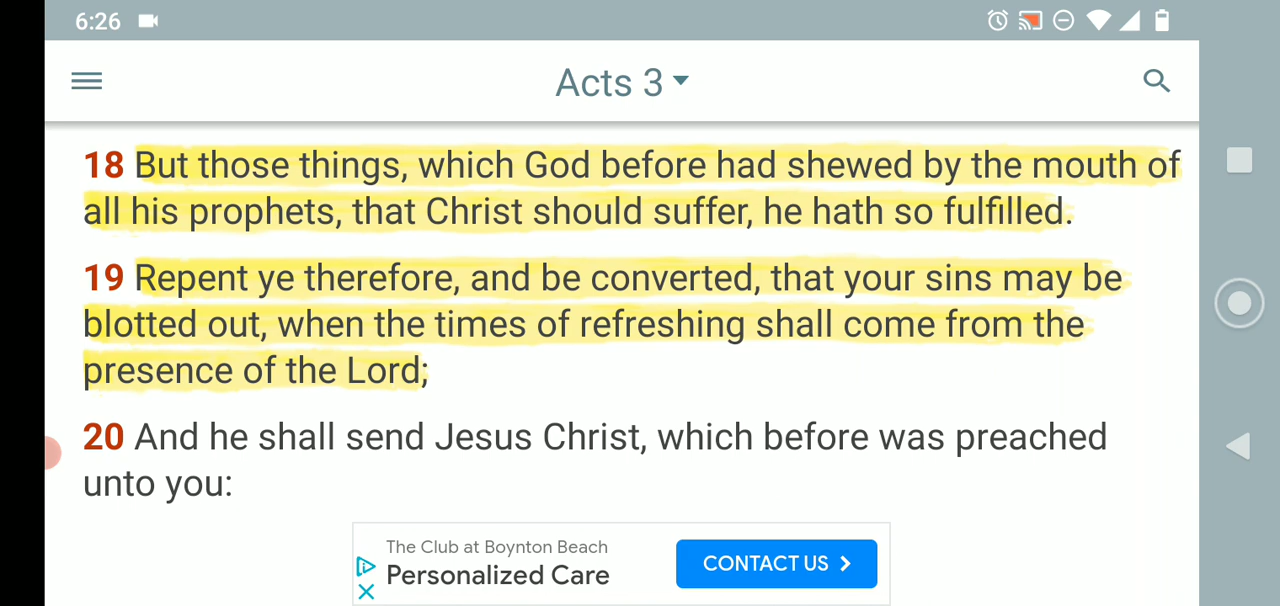 6:26
Acts 3
18 But those things, which God before had shewed by the mouth of
all his prophets, that Christ should suffer, he hath so fulfilled.
19 Repent ye therefore, and be converted, that your sins may be
blotted out, when the times of refreshing shall come from the
presence of the Lord;
20 And he shall send Jesus Christ, which before was preached
unto you:
The Club at Boynton Beach
Personalized Care
CONTACT US